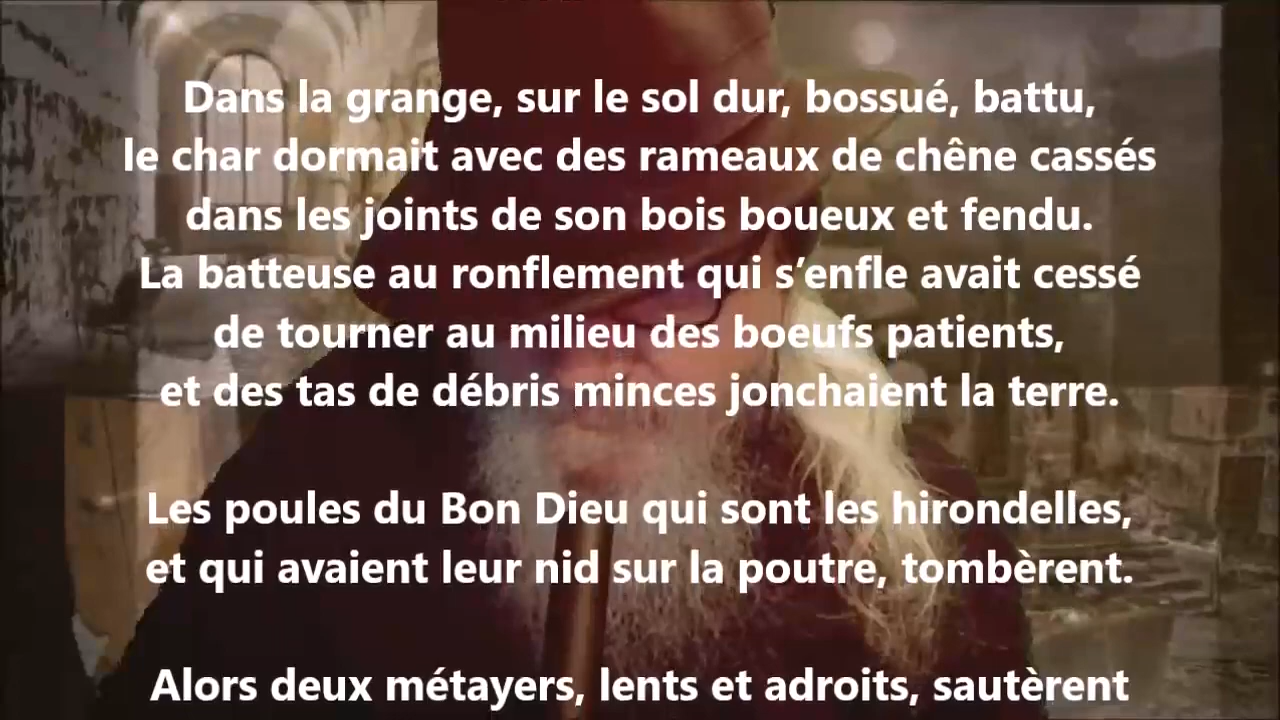 Dans la grange, sur le sol dur, bossué, battu,
le char dormait avec des rameaux de chêne cassés
dans les joints de son bois boueux et fendu.
La batteuse au ronflement qui s’enfle avait cessé
de tourner au milieu des boeufs patients,
et des tas de débris minces jonchaient la terre.
Les poules du Bon Dieu qui sont les hirondelles,
et qui avaient leur nid sur la poutre, tombèrent.
Alors deux métayers, lents et adroits, sautèrent